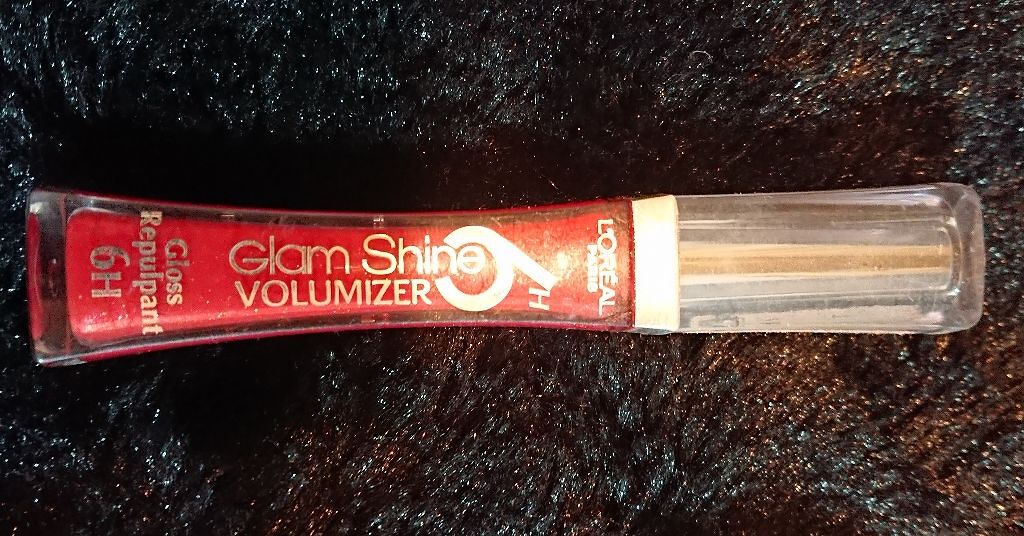 Glam Shine 6H
VOLUMIZER
L'ORÉAL
PARIS
Gloss
Repulpant
6H